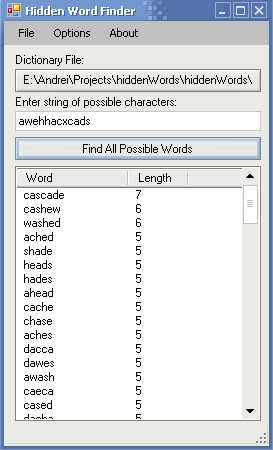 Hidden Word Finder
File Options About
Dictionary File:
E:\Andrei\Projects\hiddenWords\hiddenWords\
Enter string of possible characters:
awehhacxcads
Find All Possible Words
Word Length
cascade 7
cashew 6
washed 6
ached 5
shade 5
heads 5
hades 5
ahead 5
cache 5
chase 5
aches 5
dacca 5
dawes 5
awash 5
caeca 5
cased 5